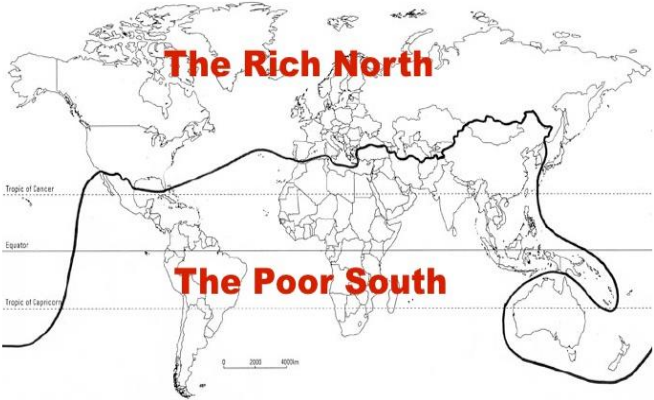 The Rich North
Tropic of Cancer
Equator
The Poor South
Tropic of Capricorn
0 2000 4000km